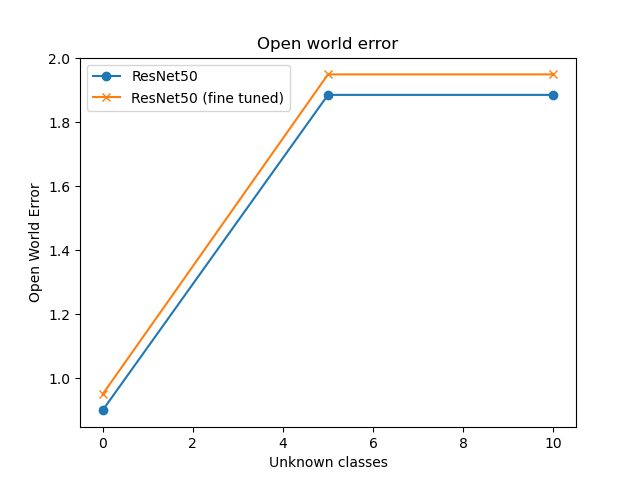 Open world error
ResNet50
ResNet50 (fine tuned)
Open World Error
2.0
1.8
1.6
1.4
1.2
1.0
0 2 4 6 8 10
Unknown classes